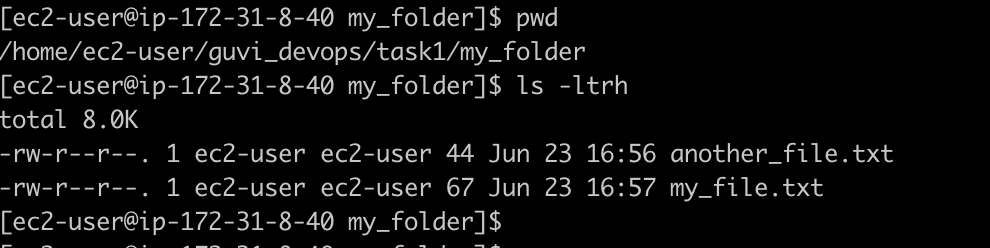 [ec2-user@ip-172-31-8-40 my_folder]$ pwd
/home/ec2-user/guvi_devops/task1/my_folder
[ec2-user@ip-172-31-8-40 my_folder]$ ls -ltrh
total 8.0K
-rw-r--r--. 1 ec2-user ec2-user 44 Jun 23 16:56 another_file.txt
-rw-r--r--. 1 ec2-user ec2-user 67 Jun 23 16:57 my_file.txt
[ec2-user@ip-172-31-8-40 my_folder]$